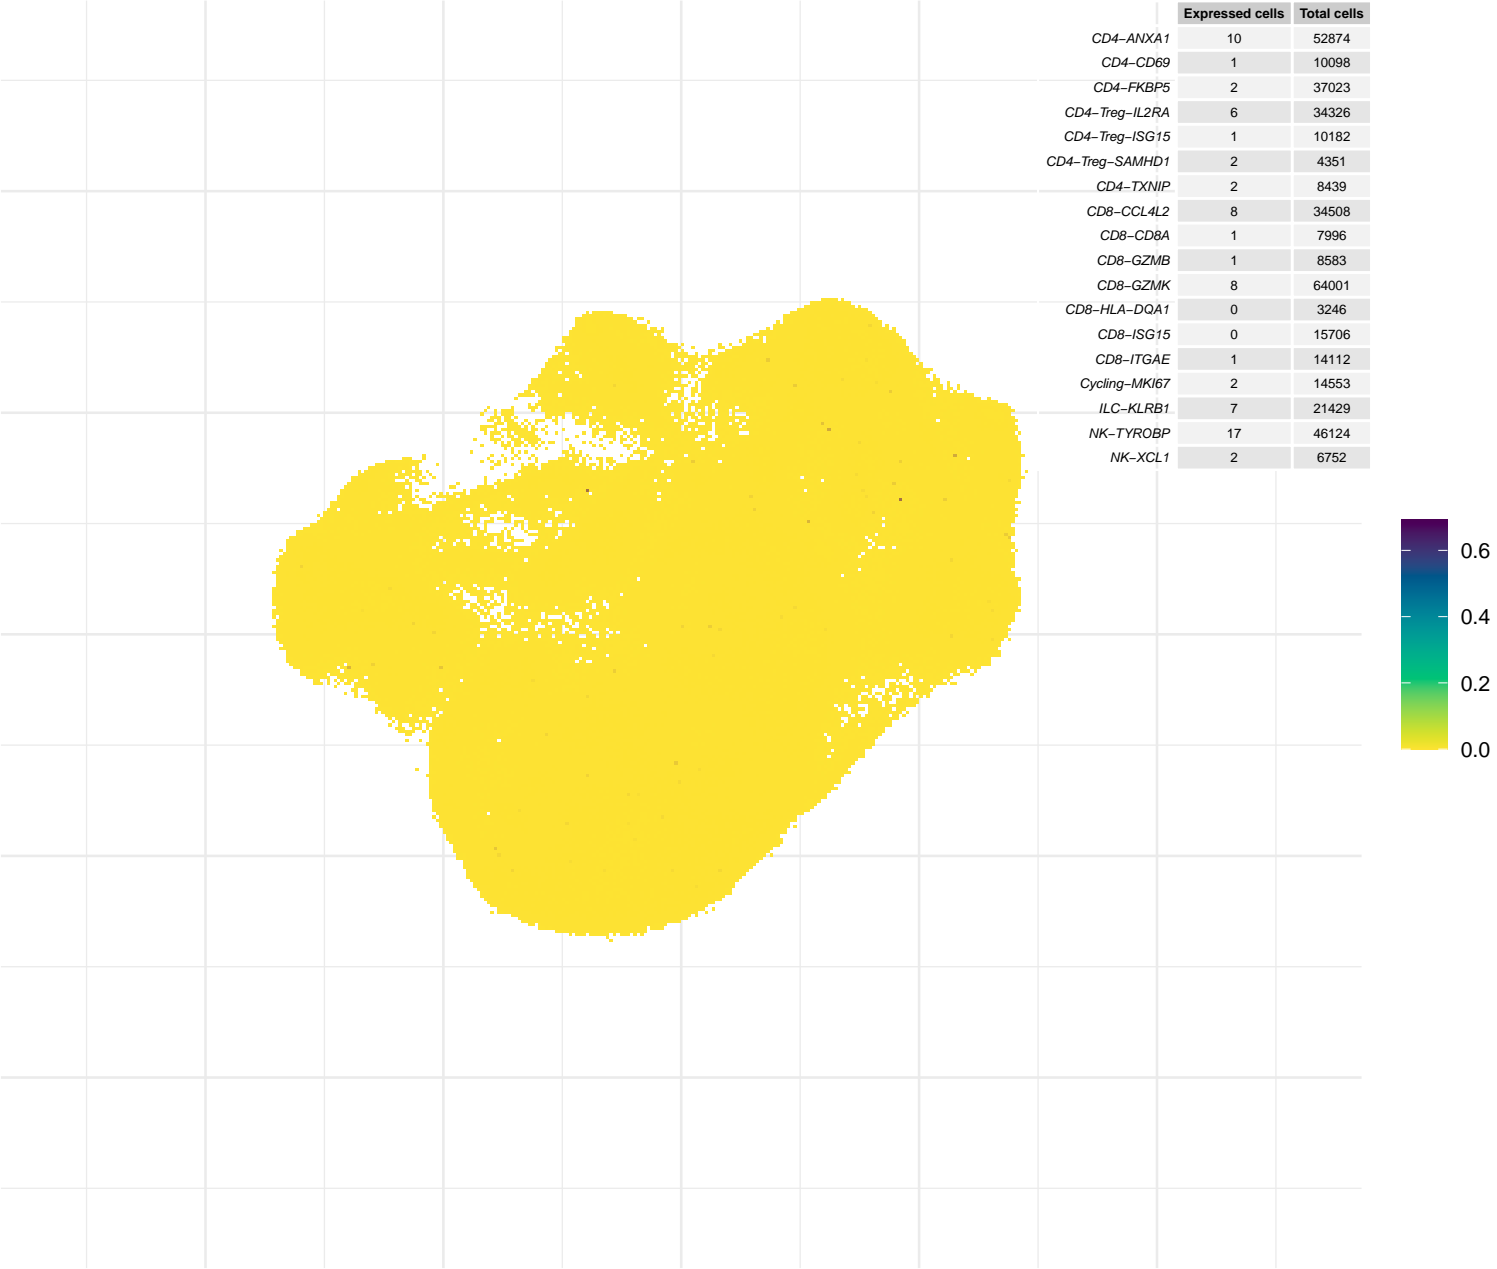 Expressed cells Total cells
CD4−ANXA1 10 52874
CD4−CD69 1 10098
CD4−FKBP5 2 37023
CD4−Treg−IL2RA 6 34326
CD4−Treg−ISG15 1 10182
CD4−Treg−SAMHD1 2 4351
CD4−TXNIP 2 8439
CD8−CCL4L2 8 34508
CD8−CD8A 1 7996
CD8−GZMB 1 8583
CD8−GZMK 8 64001
CD8−HLA−DQA1 0 3246
CD8−ISG15 0 15706
CD8−ITGAE 1 14112
Cycling−MKI67 2 14553
ILC−KLRB1 7 21429
NK−TYROBP 17 46124
NK−XCL1 2 6752
0.6
0.4
0.2
0.0